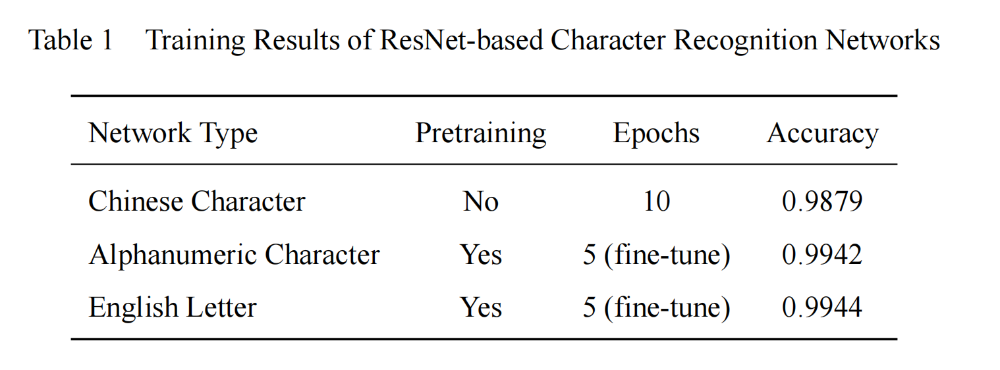 Table 1 Training Results of ResNet-based Character Recognition Networks
Network Type Pretraining Epochs Accuracy
Chinese Character No 10 0.9879
Alphanumeric Character Yes 5 (fine-tune) 0.9942
English Letter Yes 5 (fine-tune) 0.9944